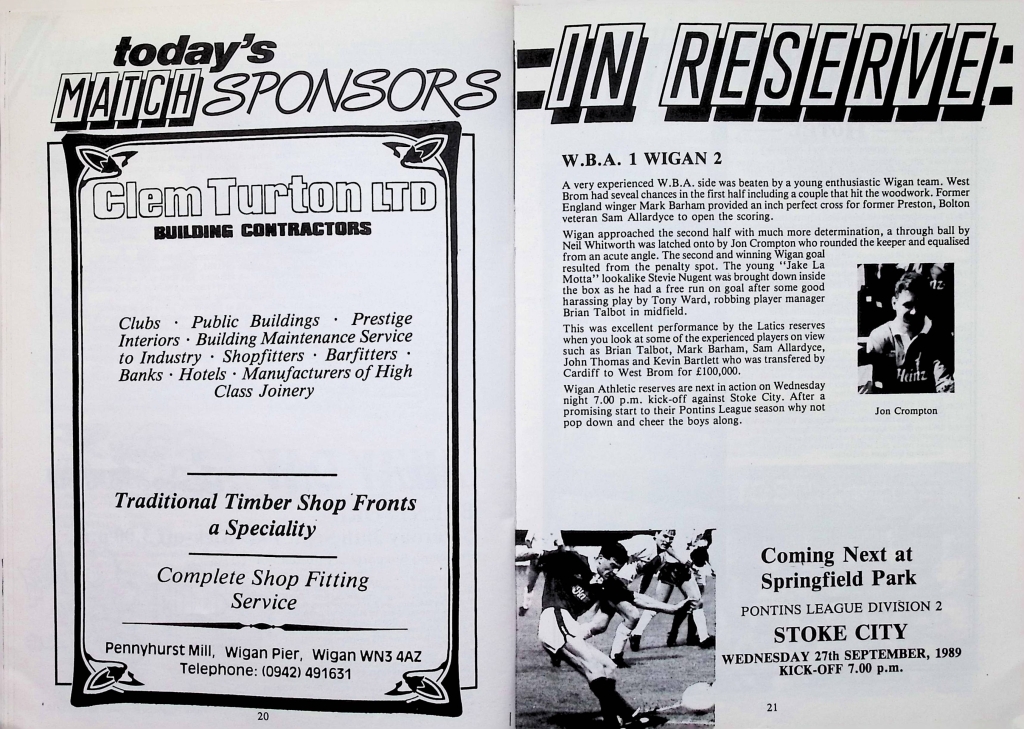 today's
MATCH SPONSORS
Clem Turton LTD
BUILDING CONTRACTORS
Clubs · Public Buildings · Prestige
Interiors · Building Maintenance Service
to Industry · Shopfitters · Barfitters ·
Banks · Hotels · Manufacturers of High
Class Joinery
Traditional Timber Shop Fronts
a Speciality
Complete Shop Fitting
Service
Pennyhurst Mill, Wigan Pier, Wigan WN3 4AZ
Telephone: (0942) 491631
20
IN RESERVE
W.B.A. 1 WIGAN 2
A very experienced W.B.A. side was beaten by a young enthusiastic Wigan team. West
Brom had seveal chances in the first half including a couple that hit the woodwork. Former
England winger Mark Barham provided an inch perfect cross for former Preston, Bolton
veteran Sam Allardyce to open the scoring.
Wigan approached the second half with much more determination, a through ball by
Neil Whitworth was latched onto by Jon Crompton who rounded the keeper and equalised
from an acute angle. The second and winning Wigan goal
resulted from the penalty spot. The young "Jake La
Motta" lookalike Stevie Nugent was brought down inside
the box as he had a free run on goal after some good
harassing play by Tony Ward, robbing player manager
Brian Talbot in midfield.
This was excellent performance by the Latics reserves
when you look at some of the experienced players on view
such as Brian Talbot, Mark Barham, Sam Allardyce,
John Thomas and Kevin Bartlett who was transfered by
Cardiff to West Brom for £100,000.
Wigan Athletic reserves are next in action on Wednesday
night 7.00 p.m. kick-off against Stoke City. After a
promising start to their Pontins League season why not
pop down and cheer the boys along.
Heinz
Jon Crompton
Coming Next at
Springfield Park
PONTINS LEAGUE DIVISION 2
STOKE CITY
WEDNESDAY 27th SEPTEMBER, 1989
KICK-OFF 7.00 p.m.
21